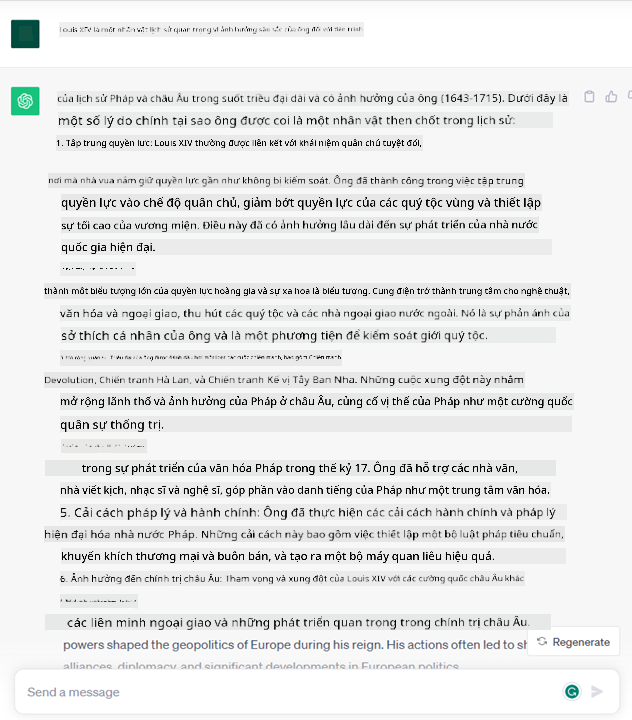 Louis XIV là một nhân vật lịch sử quan trọng vì ảnh hưởng sâu sắc của ông đối với tiến trình
của lịch sử Pháp và châu Âu trong suốt triều đại dài và có ảnh hưởng của ông (1643-1715). Dưới đây là
một số lý do chính tại sao ông được coi là một nhân vật then chốt trong lịch sử:
1. Tập trung quyền lực: Louis XIV thường được liên kết với khái niệm quân chủ tuyệt đối,
nơi mà nhà vua nắm giữ quyền lực gần như không bị kiểm soát. Ông đã thành công trong việc tập trung
quyền lực vào chế độ quân chủ, giảm bớt quyền lực của các quý tộc vùng và thiết lập
sự tối cao của vương miện. Điều này đã có ảnh hưởng lâu dài đến sự phát triển của nhà nước
quốc gia hiện đại.
thành một biểu tượng lớn của quyền lực hoàng gia và sự xa hoa là biểu tượng. Cung điện trở thành trung tâm cho nghệ thuật,
văn hóa và ngoại giao, thu hút các quý tộc và các nhà ngoại giao nước ngoài. Nó là sự phản ánh của
sở thích cá nhân của ông và là một phương tiện để kiểm soát giới quý tộc.
Devolution, Chiến tranh Hà Lan, và Chiến tranh Kế vị Tây Ban Nha. Những cuộc xung đột này nhằm
mở rộng lãnh thổ và ảnh hưởng của Pháp ở châu Âu, củng cố vị thế của Pháp như một cường quốc
quân sự thống trị.
trong sự phát triển của văn hóa Pháp trong thế kỷ 17. Ông đã hỗ trợ các nhà văn,
nhà viết kịch, nhạc sĩ và nghệ sĩ, góp phần vào danh tiếng của Pháp như một trung tâm văn hóa.
5. Cải cách pháp lý và hành chính: Ông đã thực hiện các cải cách hành chính và pháp lý
hiện đại hóa nhà nước Pháp. Những cải cách này bao gồm việc thiết lập một bộ luật pháp tiêu chuẩn,
khuyến khích thương mại và buôn bán, và tạo ra một bộ máy quan liêu hiệu quả.
6. Ảnh hưởng đến chính trị châu Âu: Tham vọng và xung đột của Louis XIV với các cường quốc châu Âu khác
các liên minh ngoại giao và những phát triển quan trọng trong chính trị châu Âu.
powers shaped the geopolitics of Europe during his reign. His actions often led to sh
Regenerate
alliances, diplomacy, and significant developments in European politics.
Send a message